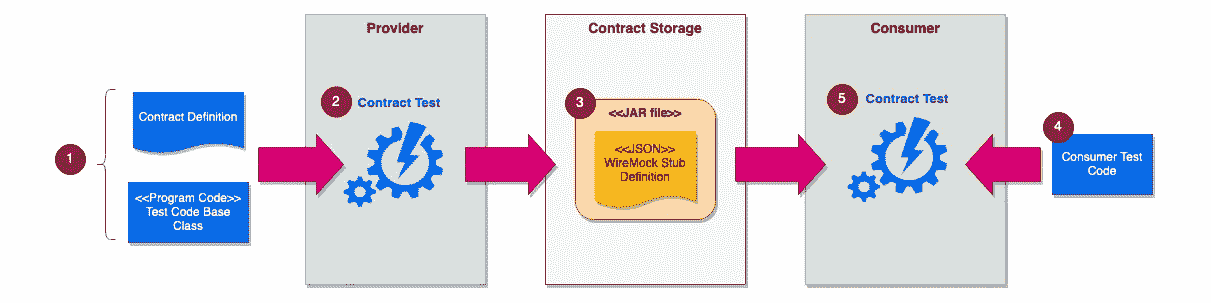 Provider
Contract Storage
Consumer
1
Contract Definition
<<Program Code>>
Test Code Base
Class
2
Contract Test
3
<<JAR file>>
<<JSON>>
WireMock Stub
Definition
5
Contract Test
4
Consumer Test
Code